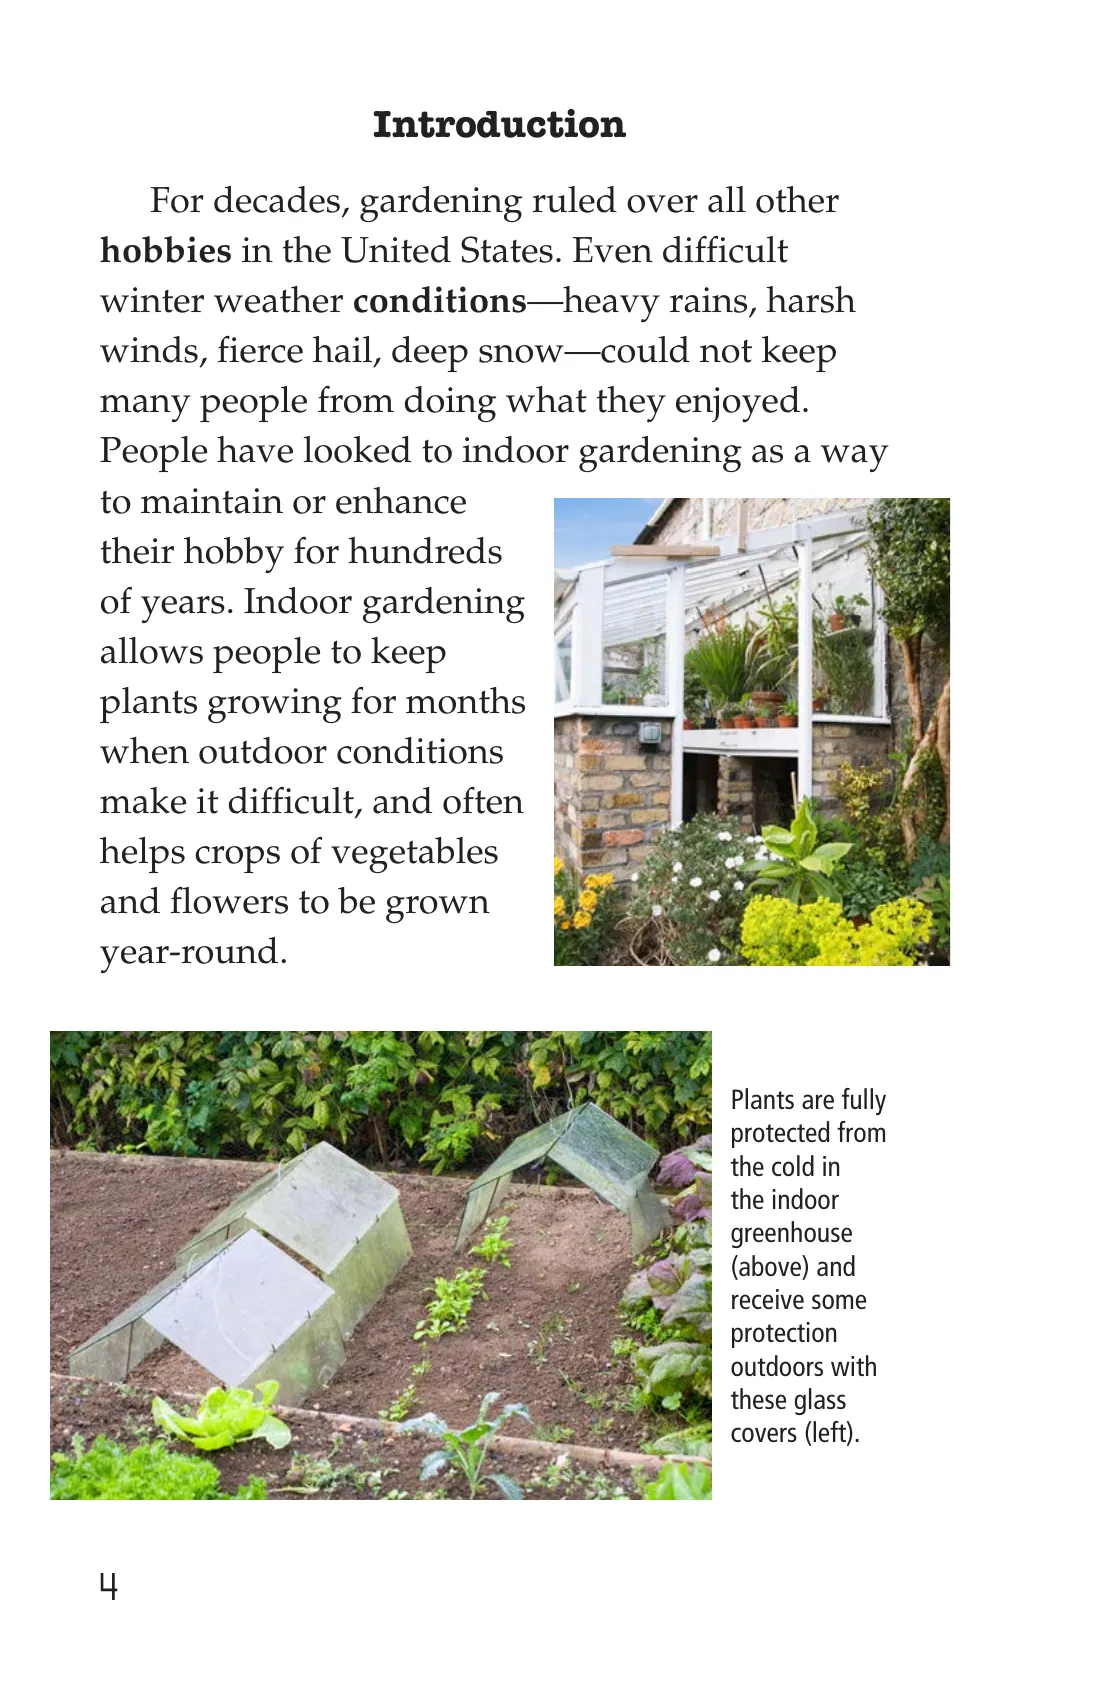 Introduction
For decades, gardening ruled over all other
hobbies in the United States. Even difficult
winter weather conditions—heavy rains, harsh
winds, fierce hail, deep snow—could not keep
many people from doing what they enjoyed.
People have looked to indoor gardening as a way
to maintain or enhance
their hobby for hundreds
of years. Indoor gardening
allows people to keep
plants growing for months
when outdoor conditions
make it difficult, and often
helps crops of vegetables
and flowers to be grown
year-round.
Plants are fully
protected from
the cold in
the indoor
greenhouse
(above) and
receive some
protection
outdoors with
these glass
covers (left).
4